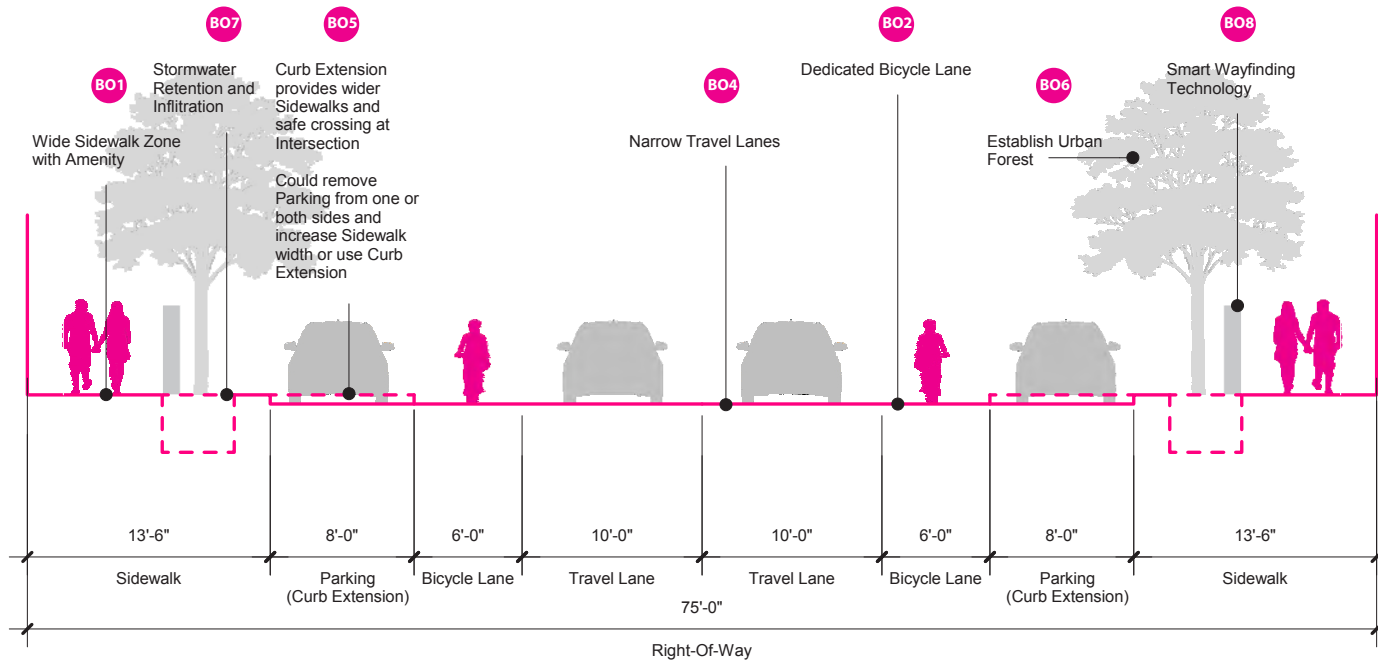 BO7
BO5
BO2
BO8
BO1
BO4
BO6
Stormwater
Retention and
Inflitration
Curb Extension
provides wider
Sidewalks and
safe crossing at
Intersection
Could remove
Parking from one or
both sides and
increase Sidewalk
width or use Curb
Extension
Dedicated Bicycle Lane
Smart Wayfinding
Technology
Wide Sidewalk Zone
with Amenity
Narrow Travel Lanes
Establish Urban
Forest
13'-6"
8'-0"
6'-0"
10'-0"
10'-0"
6'-0"
8'-0"
13'-6"
Sidewalk
Parking
(Curb Extension)
Bicycle Lane
Travel Lane
Travel Lane
Bicycle Lane
Parking
(Curb Extension)
Sidewalk
75'-0"
Right-Of-Way